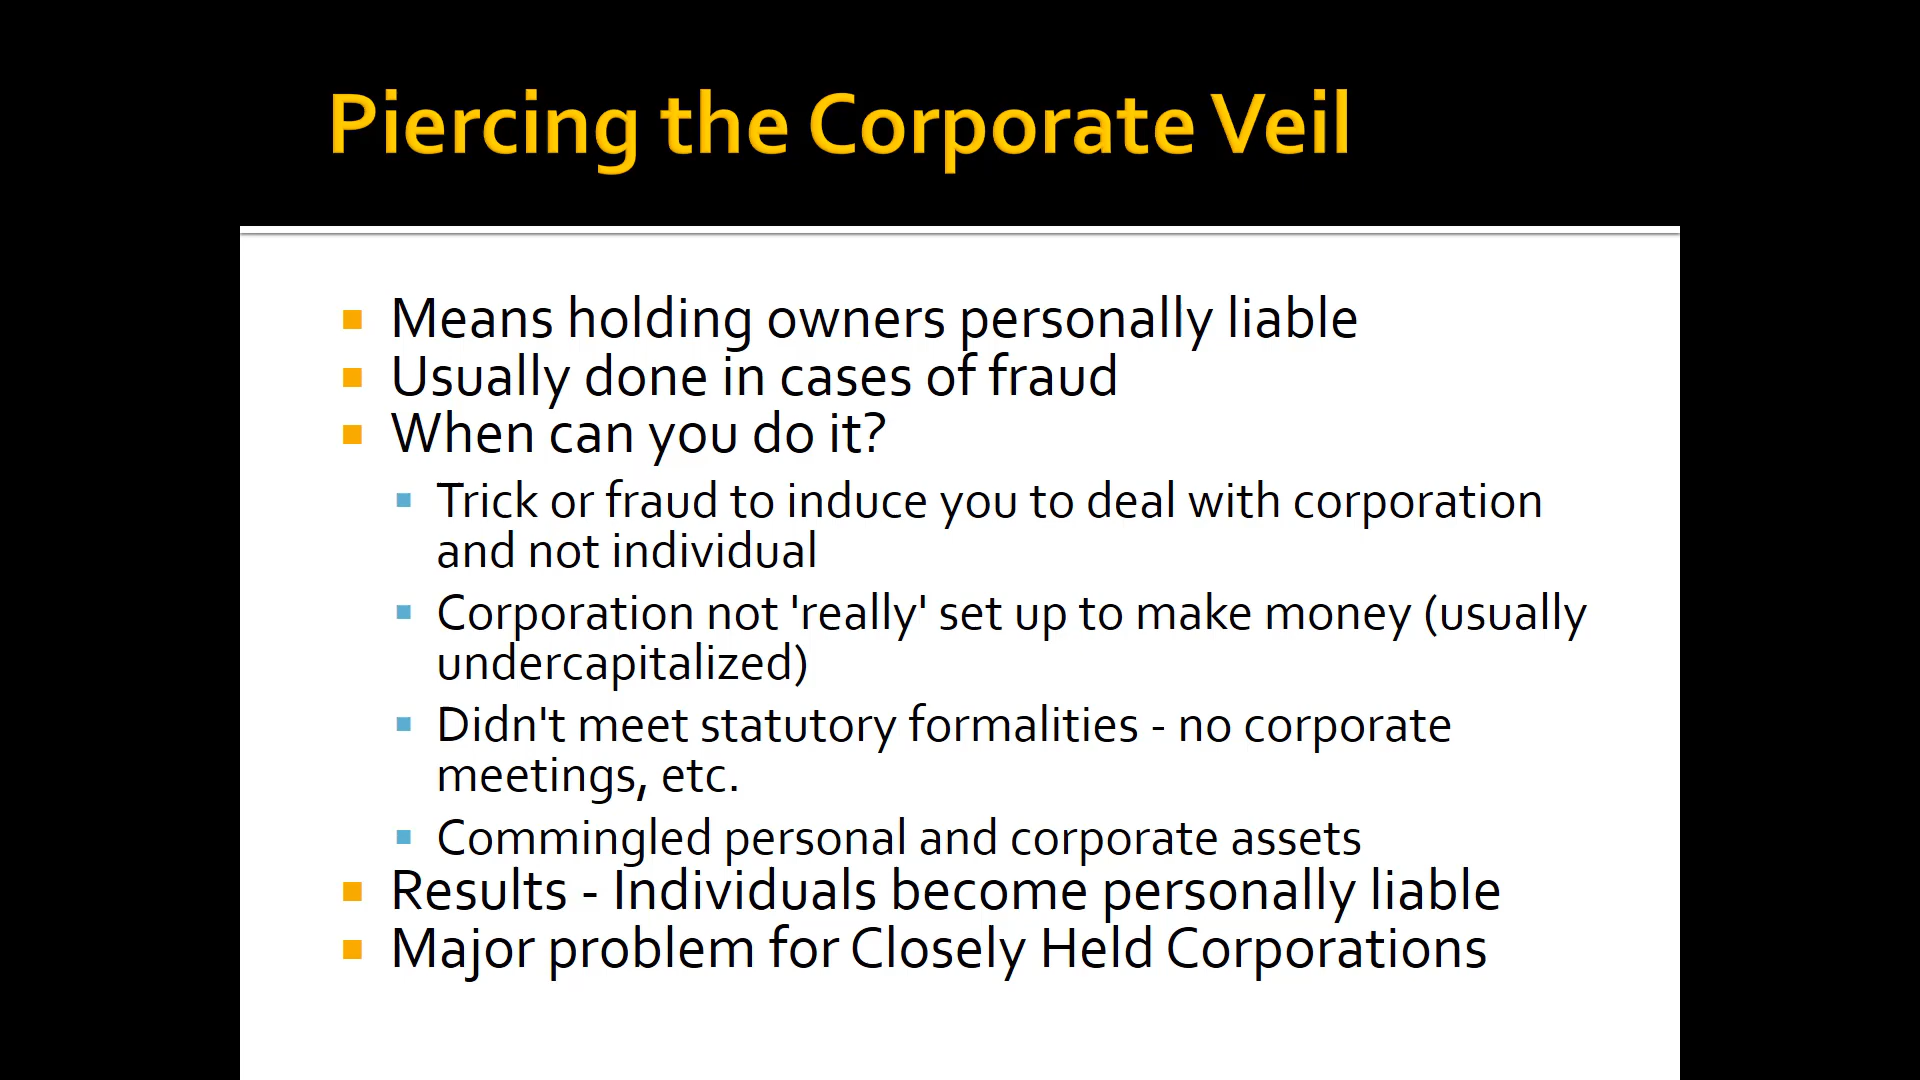 Piercing the Corporate Veil
Means holding owners personally liable
Usually done in cases of fraud
When can you do it?
Trick or fraud to induce you to deal with corporation
and not individual
Corporation not 'really' set up to make money (usually
undercapitalized)
Didn't meet statutory formalities - no corporate
meetings, etc.
Commingled personal and corporate assets
Results - Individuals become personally liable
Major problem for Closely Held Corporations